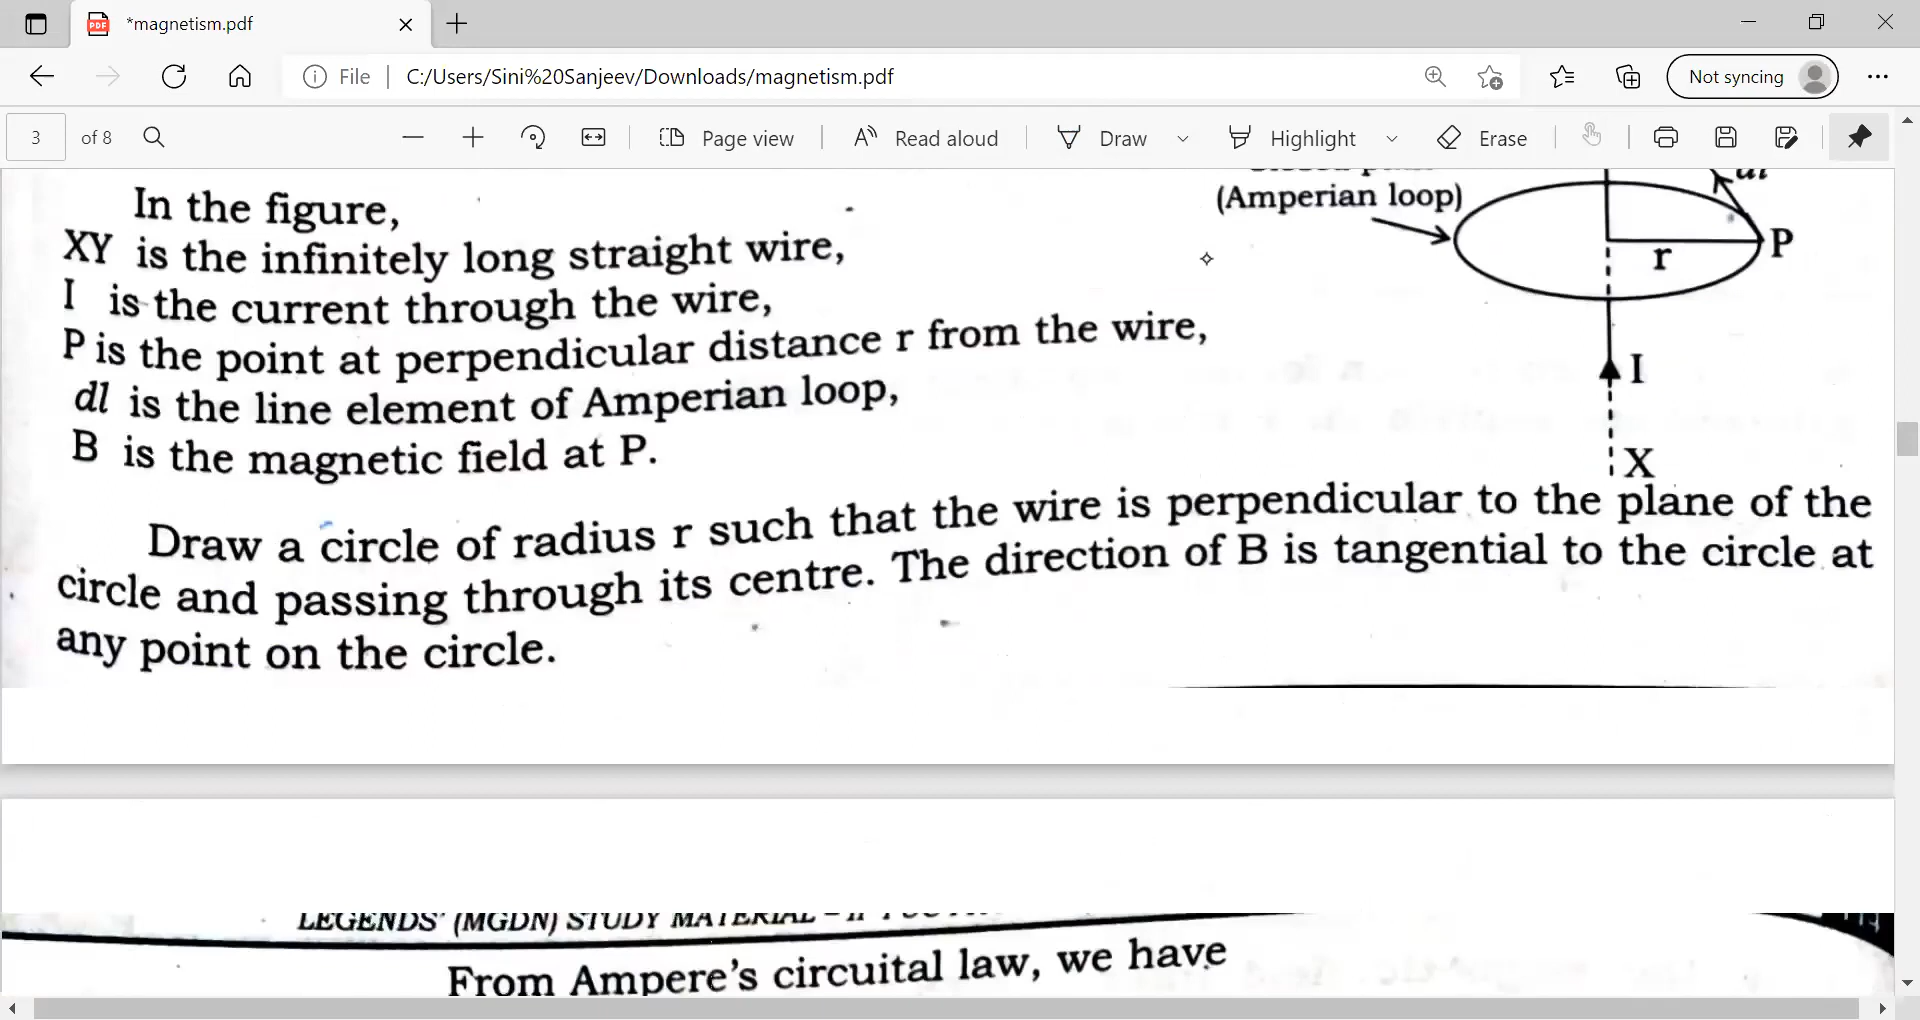 *magnetism.pdf
File | C:/Users/Sini%20Sanjeev/Downloads/magnetism.pdf
Not syncing
3 of 8
Page view
Read aloud
Draw
Highlight
Erase
In the figure,
XY is the infinitely long straight wire,
I is the current through the wire,
P is the point at perpendicular distance r from the wire,
dl is the line element of Amperian loop,
B is the magnetic field at P.
(Amperian loop)
dl
P
r
I
X
Draw a circle of radius r such that the wire is perpendicular to the plane of the
circle and passing through its centre. The direction of B is tangential to the circle at
any point on the circle.
LEGENDS' (MGDN) STUDY MATERIAL
From Ampere's circuital law, we have